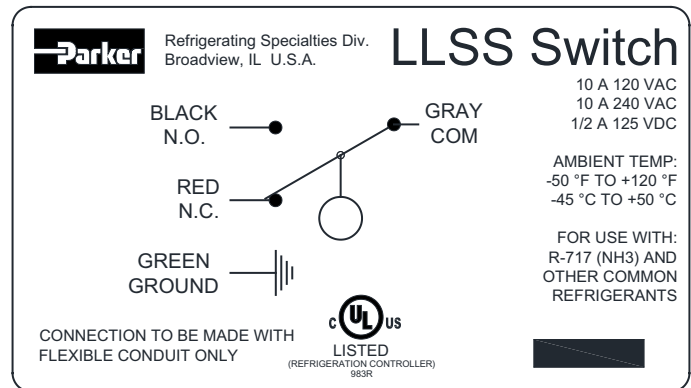 Parker
Refrigerating Specialties Div.
Broadview, IL U.S.A.
LLSS Switch
10 A 120 VAC
10 A 240 VAC
1/2 A 125 VDC
BLACK
N.O.
GRAY
COM
RED
N.C.
GREEN
GROUND
AMBIENT TEMP:
-50 °F TO +120 °F
-45 °C TO +50 °C
FOR USE WITH:
R-717 (NH3) AND
OTHER COMMON
REFRIGERANTS
CONNECTION TO BE MADE WITH
FLEXIBLE CONDUIT ONLY
C UL US
LISTED
(REFRIGERATION CONTROLLER)
983R